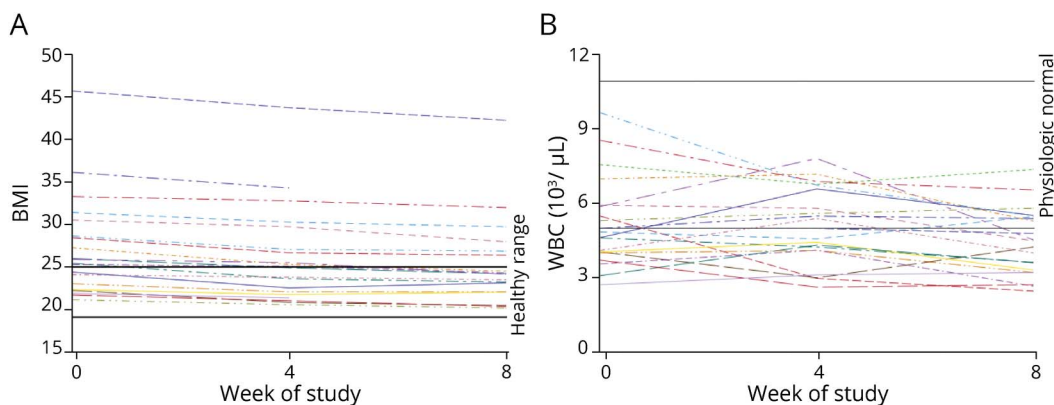 A
BMI
50
45
40
35
30
25
20
15
0
4
8
Week of study
Healthy range
B
WBC (10³/ μL)
12
9
6
3
0
0
4
8
Week of study
Physiologic normal